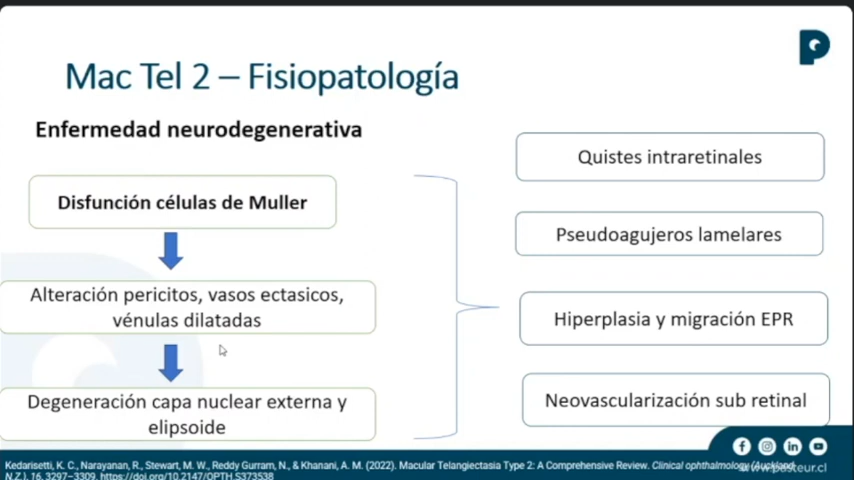 Mac Tel 2 – Fisiopatología
Enfermedad neurodegenerativa
Disfunción células de Muller
Alteración pericitos, vasos ectasicos,
vénulas dilatadas
Degeneración capa nuclear externa y
elipsoide
Quistes intraretinales
Pseudoagujeros lamelares
Hiperplasia y migración EPR
Neovascularización sub retinal
Kedarisetti, K. C., Narayanan, R., Stewart, M. W., Reddy Gurram, N., & Khanani, A. M. (2022). Macular Telangiectasia Type 2: A Comprehensive Review. Clinical ophthalmology (Auckland,
N.Z.), 16, 3297–3309. https://doi.org/10.2147/OPTH.S373538
www.pasteur.cl